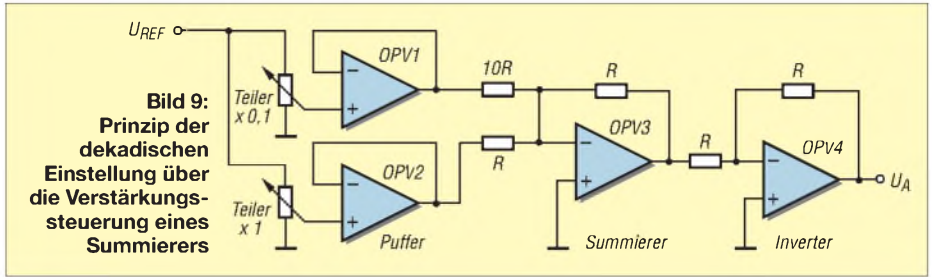 U_REF
OPV1
10R
R
Teiler
x 0,1
OPV3
R
R
OPV4
U_A
OPV2
R
Teiler
x 1
Puffer
Summierer
Inverter
Bild 9:
Prinzip der
dekadischen
Einstellung über
die Verstärkungs-
steuerung eines
Summierers
− + − + − + − +